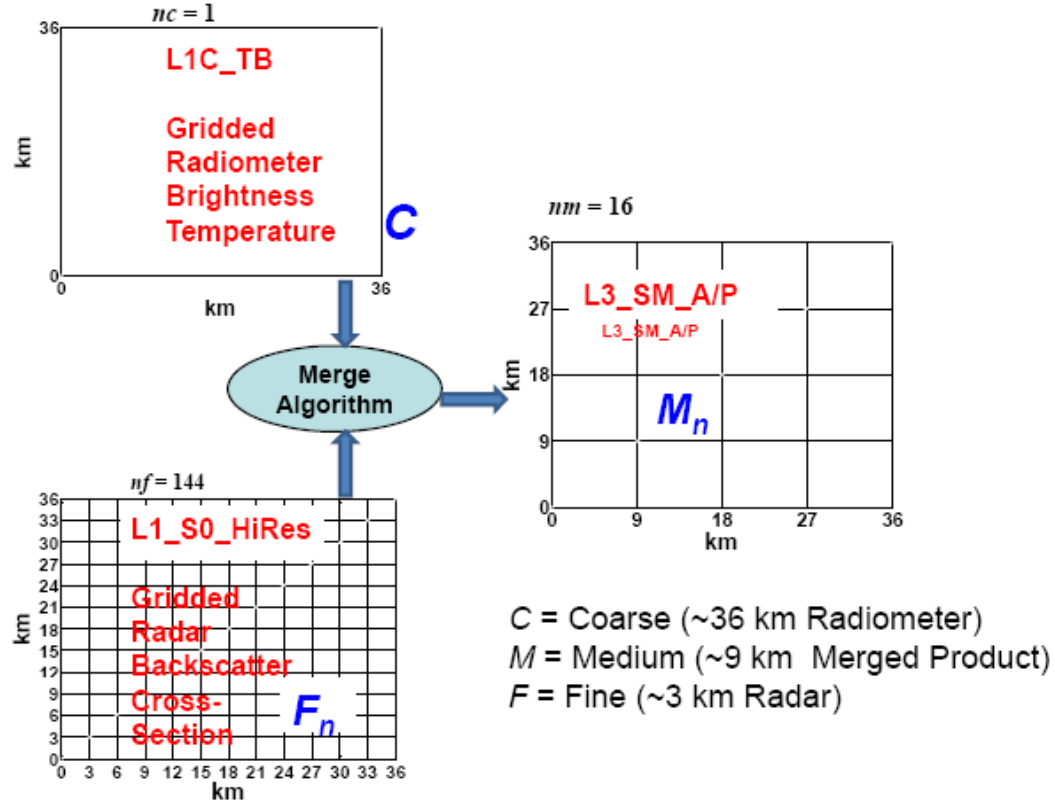 nc = 1
36
L1C_TB
Gridded
Radiometer
Brightness
Temperature
C
km
0
0
36
km
Merge
Algorithm
nm = 16
36
27
18
9
0
km
L3_SM_A/P
L3_SM_A/P
Mn
0 9 18 27 36
km
nf = 144
36
33
30
27
24
21
18
15
12
9
6
3
0
km
L1_S0_HiRes
Gridded
Radar
Backscatter
Cross-
Section
Fn
0 3 6 9 12 15 18 21 24 27 30 33 36
km
C = Coarse (~36 km Radiometer)
M = Medium (~9 km Merged Product)
F = Fine (~3 km Radar)